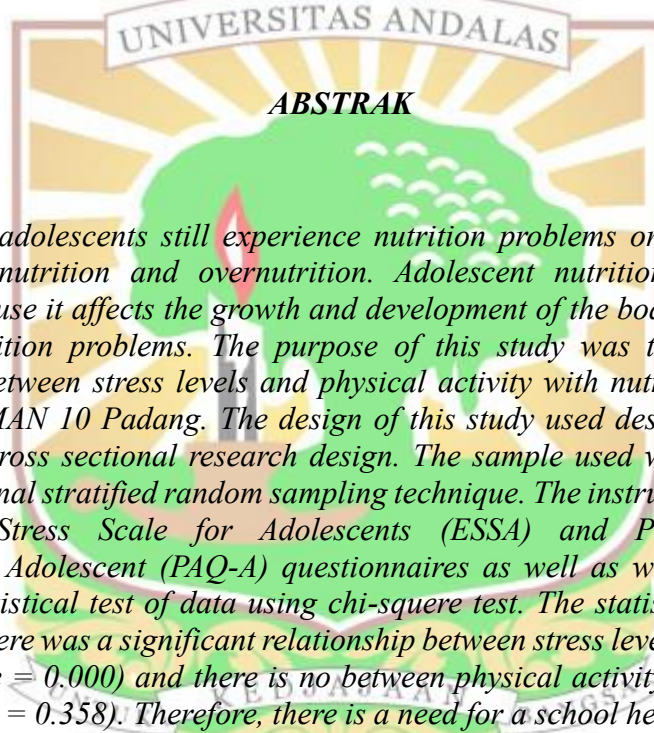 UNIVERSITAS ANDALAS
ABSTRAK
adolescents still experience nutrition problems or
nutrition and overnutrition. Adolescent nutrition
use it affects the growth and development of the bod
ition problems. The purpose of this study was t
etween stress levels and physical activity with nutr
MAN 10 Padang. The design of this study used des
ross sectional research design. The sample used w
nal stratified random sampling technique. The instru
Stress Scale for Adolescents (ESSA) and P
Adolescent (PAQ-A) questionnaires as well as w
tistical test of data using chi-squere test. The statis
ere was a significant relationship between stress leve
= 0.000) and there is no between physical activity
= 0.358). Therefore, there is a need for a school he
UNTUK KEDJAJAAN BANGSA